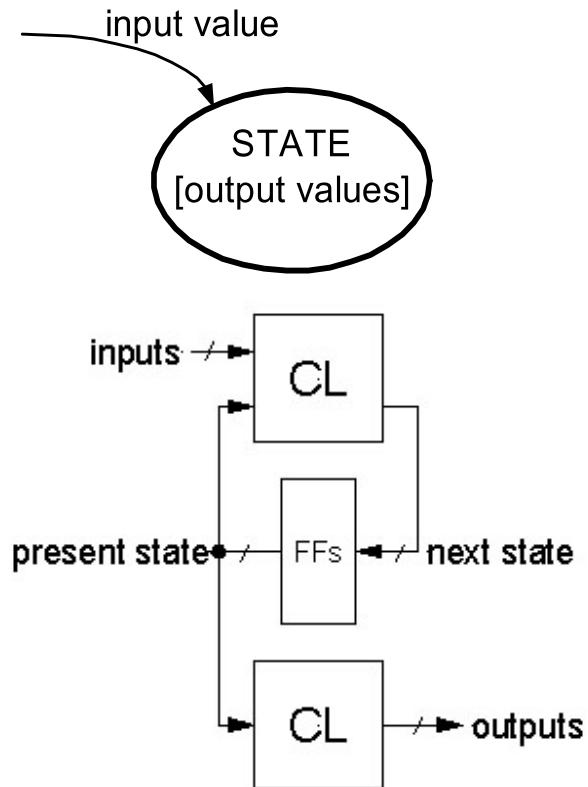 input value
STATE
[output values]
inputs
CL
present state
FFs
next state
CL
outputs